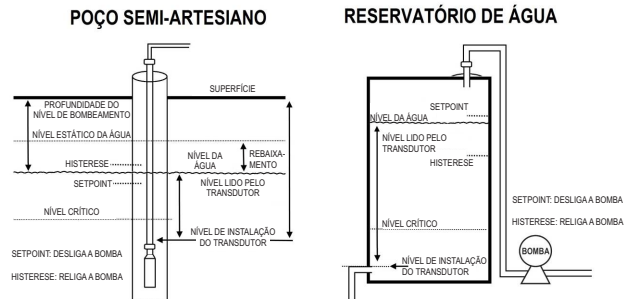 POÇO SEMI-ARTESIANO
SUPERFÍCIE
PROFUNDIDADE DO
NÍVEL DE BOMBEAMENTO
NÍVEL ESTÁTICO DA ÁGUA
HISTERESE
NÍVEL DA
ÁGUA
REBAIXA-
MENTO
SETPOINT
NÍVEL LIDO PELO
TRANSDUTOR
NÍVEL CRÍTICO
NÍVEL DE INSTALAÇÃO
DO TRANSDUTOR
SETPOINT: DESLIGA A BOMBA
HISTERESE: RELIGA A BOMBA
RESERVATÓRIO DE ÁGUA
SETPOINT
NÍVEL DA ÁGUA
NÍVEL LIDO PELO
TRANSDUTOR
HISTERESE
NÍVEL CRÍTICO
NÍVEL DE INSTALAÇÃO
DO TRANSDUTOR
SETPOINT: DESLIGA A BOMBA
HISTERESE: RELIGA A BOMBA
BOMBA